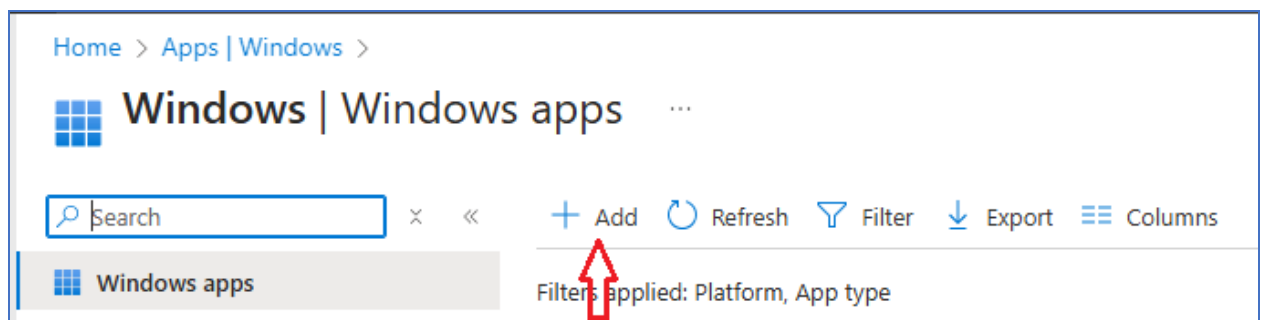 Home > Apps | Windows >
Windows | Windows apps ...
Search
Add Refresh Filter Export Columns
Windows apps
Filters applied: Platform, App type